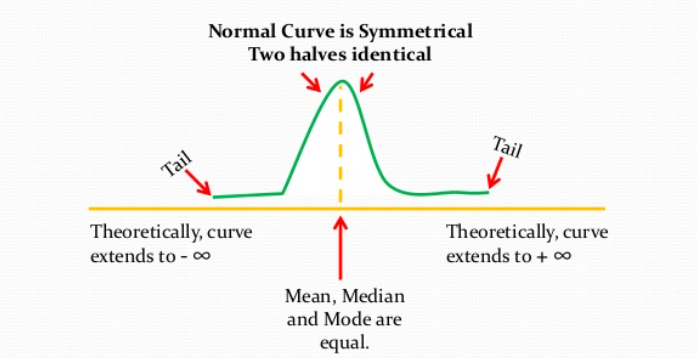 Normal Curve is Symmetrical
Two halves identical
Tail
Tail
Theoretically, curve
extends to - ∞
Theoretically, curve
extends to + ∞
Mean, Median
and Mode are
equal.